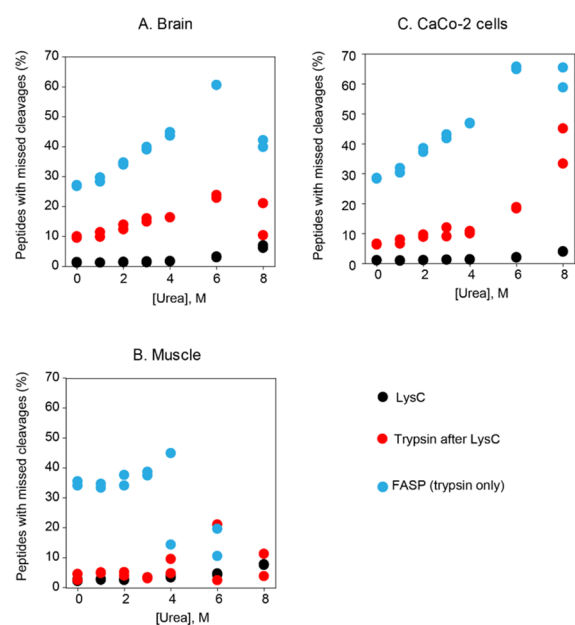 A. Brain
Peptides with missed cleavages (%)
70
60
50
40
30
20
10
0
0 2 4 6 8
[Urea], M
C. CaCo-2 cells
Peptides with missed cleavages (%)
70
60
50
40
30
20
10
0
0 2 4 6 8
[Urea], M
B. Muscle
Peptides with missed cleavages (%)
70
60
50
40
30
20
10
0
0 2 4 6 8
[Urea], M
LysC
Trypsin after LysC
FASP (trypsin only)